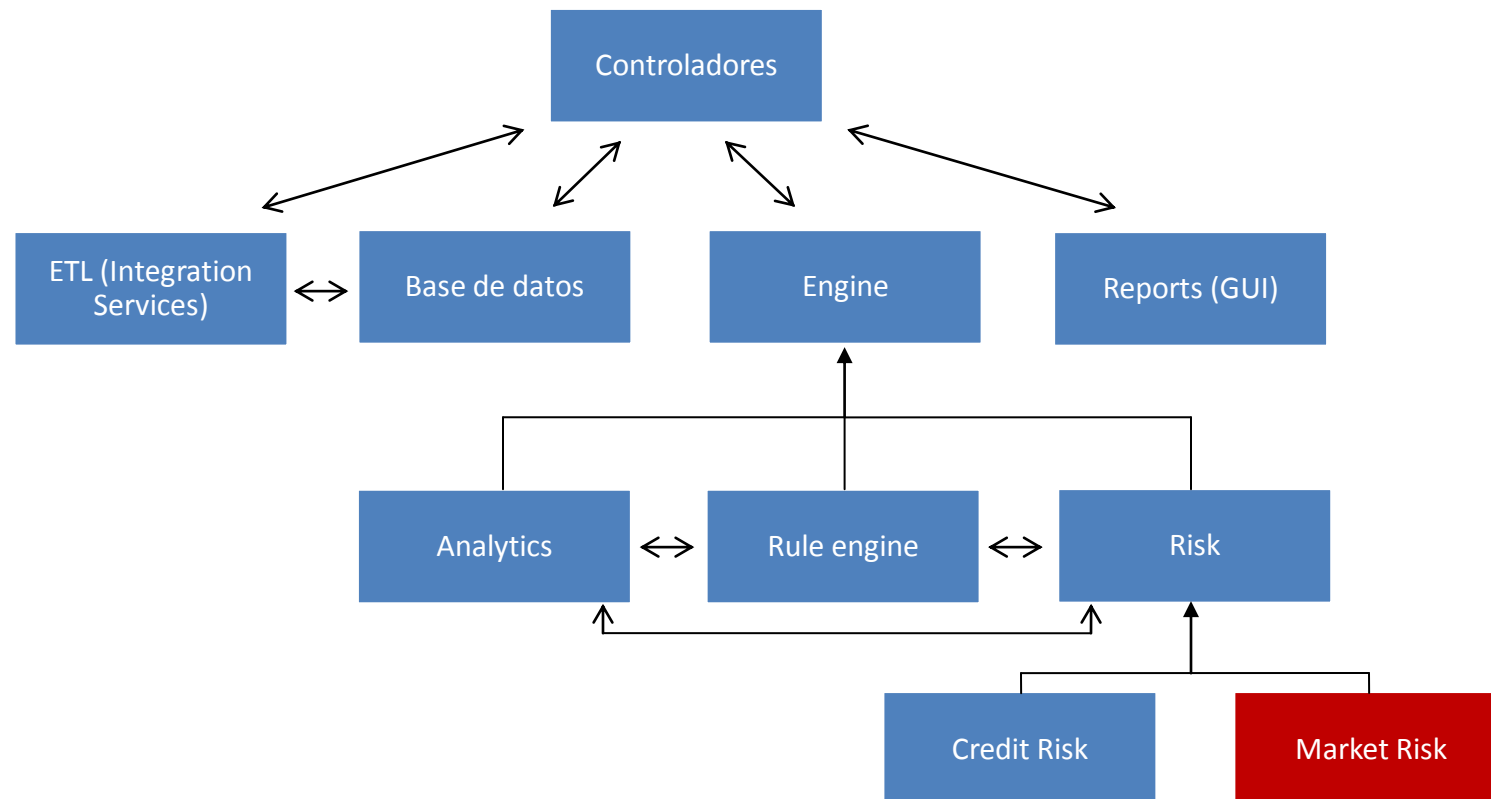 Controladores
ETL (Integration
Services)
Base de datos
Engine
Reports (GUI)
Analytics
Rule engine
Risk
Credit Risk
Market Risk